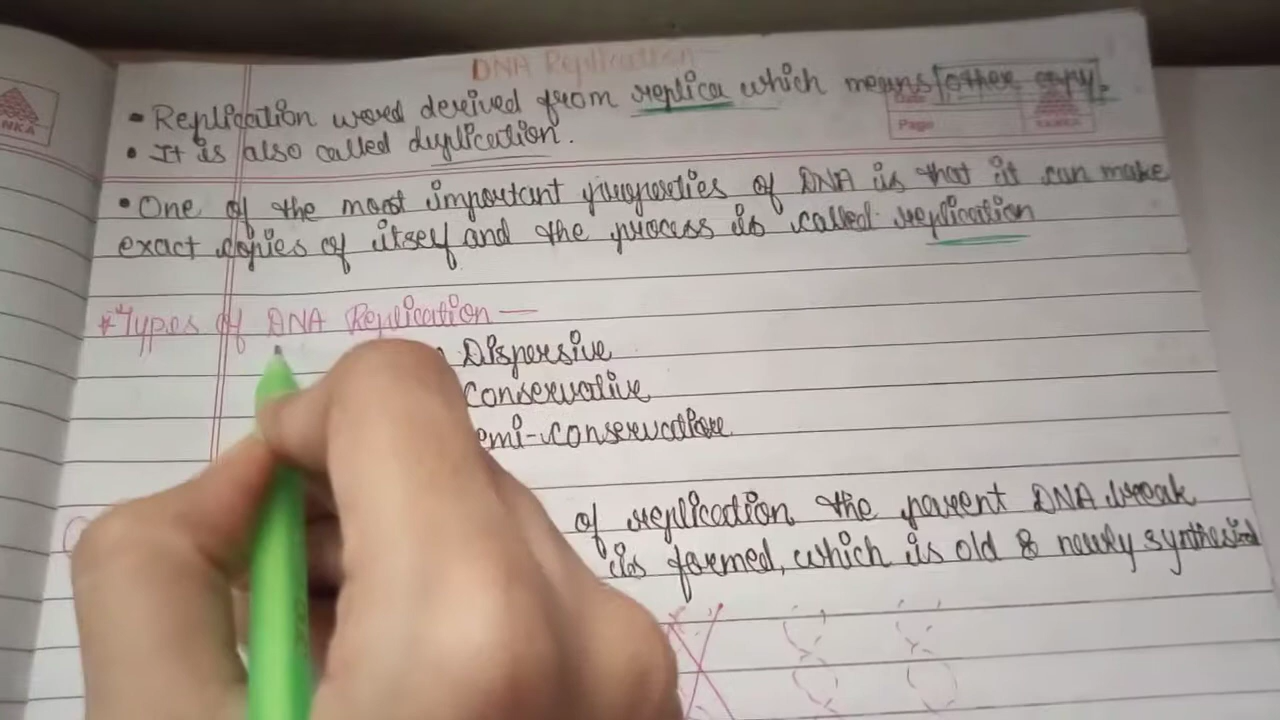 DNA Replication
• Replication word derived from replica which means other copy.
• It is also called duplication.
Page
• One of the most important properties of DNA is that it can make
exact copies of itself and the process is called replication
* Types of DNA Replication —
Dispersive
Conservative
emi-conservative
of replication the parent DNA break
is formed, which is old & newly synthesized